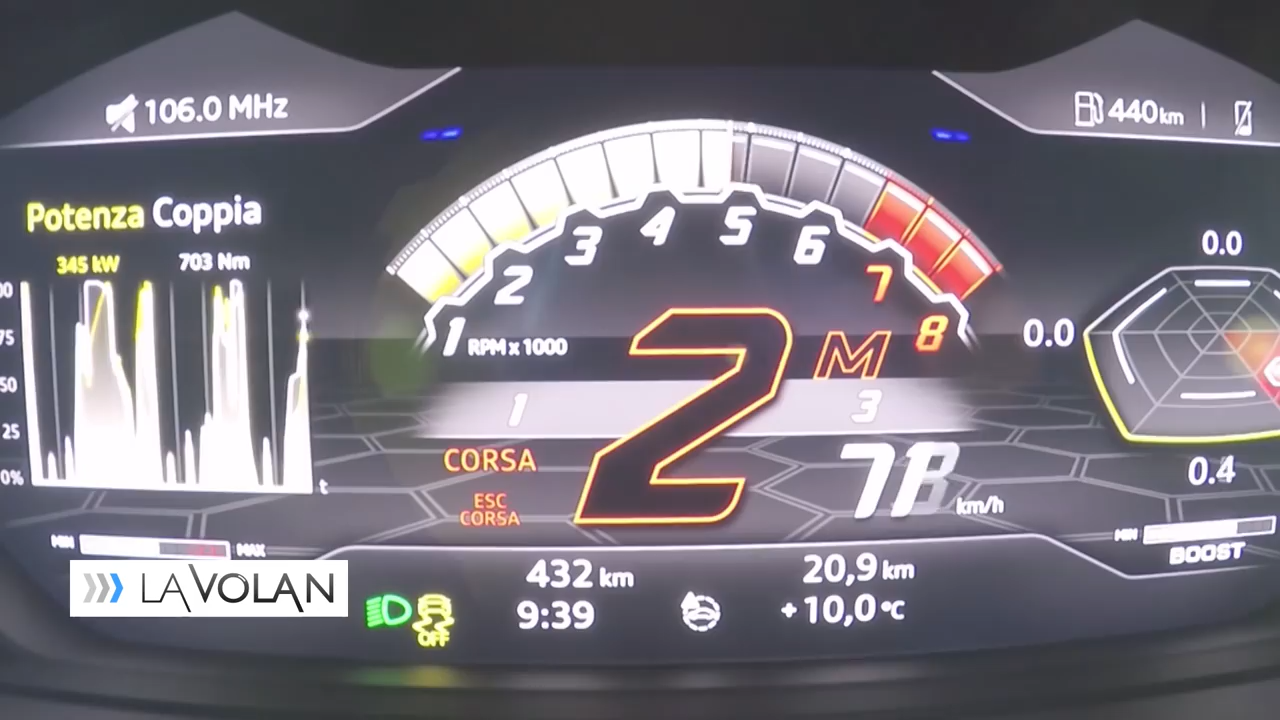 106.0 MHz
440 km
Potenza Coppia
345 kW 703 Nm
75
50
25
0%
t
MIN MAX
1 2 3 4 5 6 7 8
RPM x 1000
2 M
1 3
CORSA
ESC
CORSA
km/h
0.0
0.0
0.4
MIN
BOOST
432 km
20,9 km
9:39
+10,0 °C
OFF
LAVOLAN